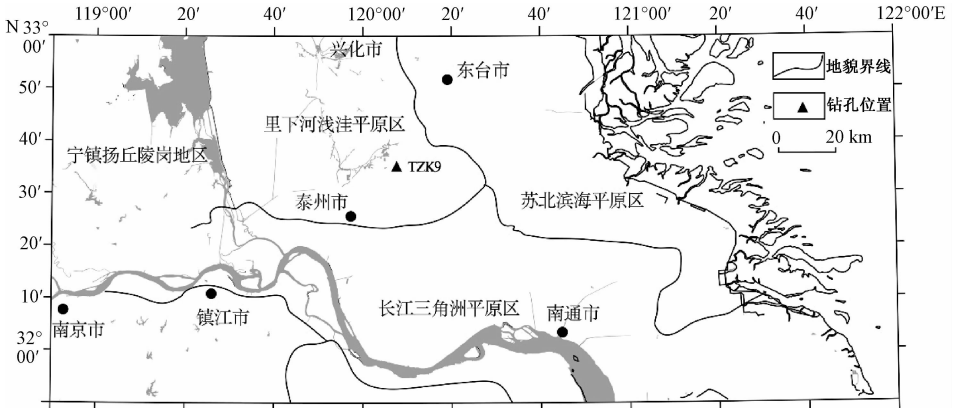 N 33° 119°00′ 20′ 40′ 120°00′ 20′ 40′ 121°00′ 20′ 40′ 122°00′E
00′
兴化市
东台市
地貌界线
50′
钻孔位置
里下河浅洼平原区
40′
0 20 km
宁镇扬丘陵岗地区
TZK9
30′
泰州市
苏北滨海平原区
20′
10′
长江三角洲平原区
南通市
镇江市
南京市
32°
00′